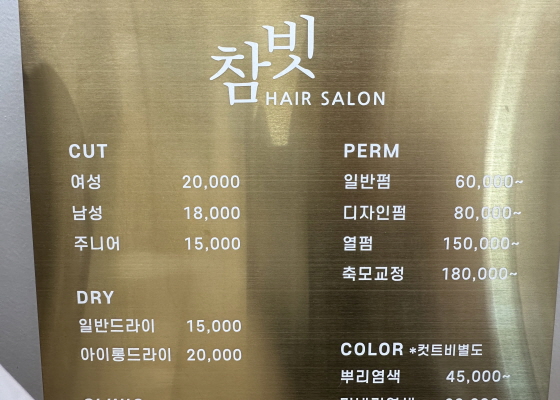 참빗
HAIR SALON
CUT
여성 20,000
남성 18,000
주니어 15,000
DRY
일반드라이 15,000
아이롱드라이 20,000
PERM
일반펌 60,000~
디자인펌 80,000~
열펌 150,000~
축모교정 180,000~
COLOR *컷트비별도
뿌리염색 45,000~